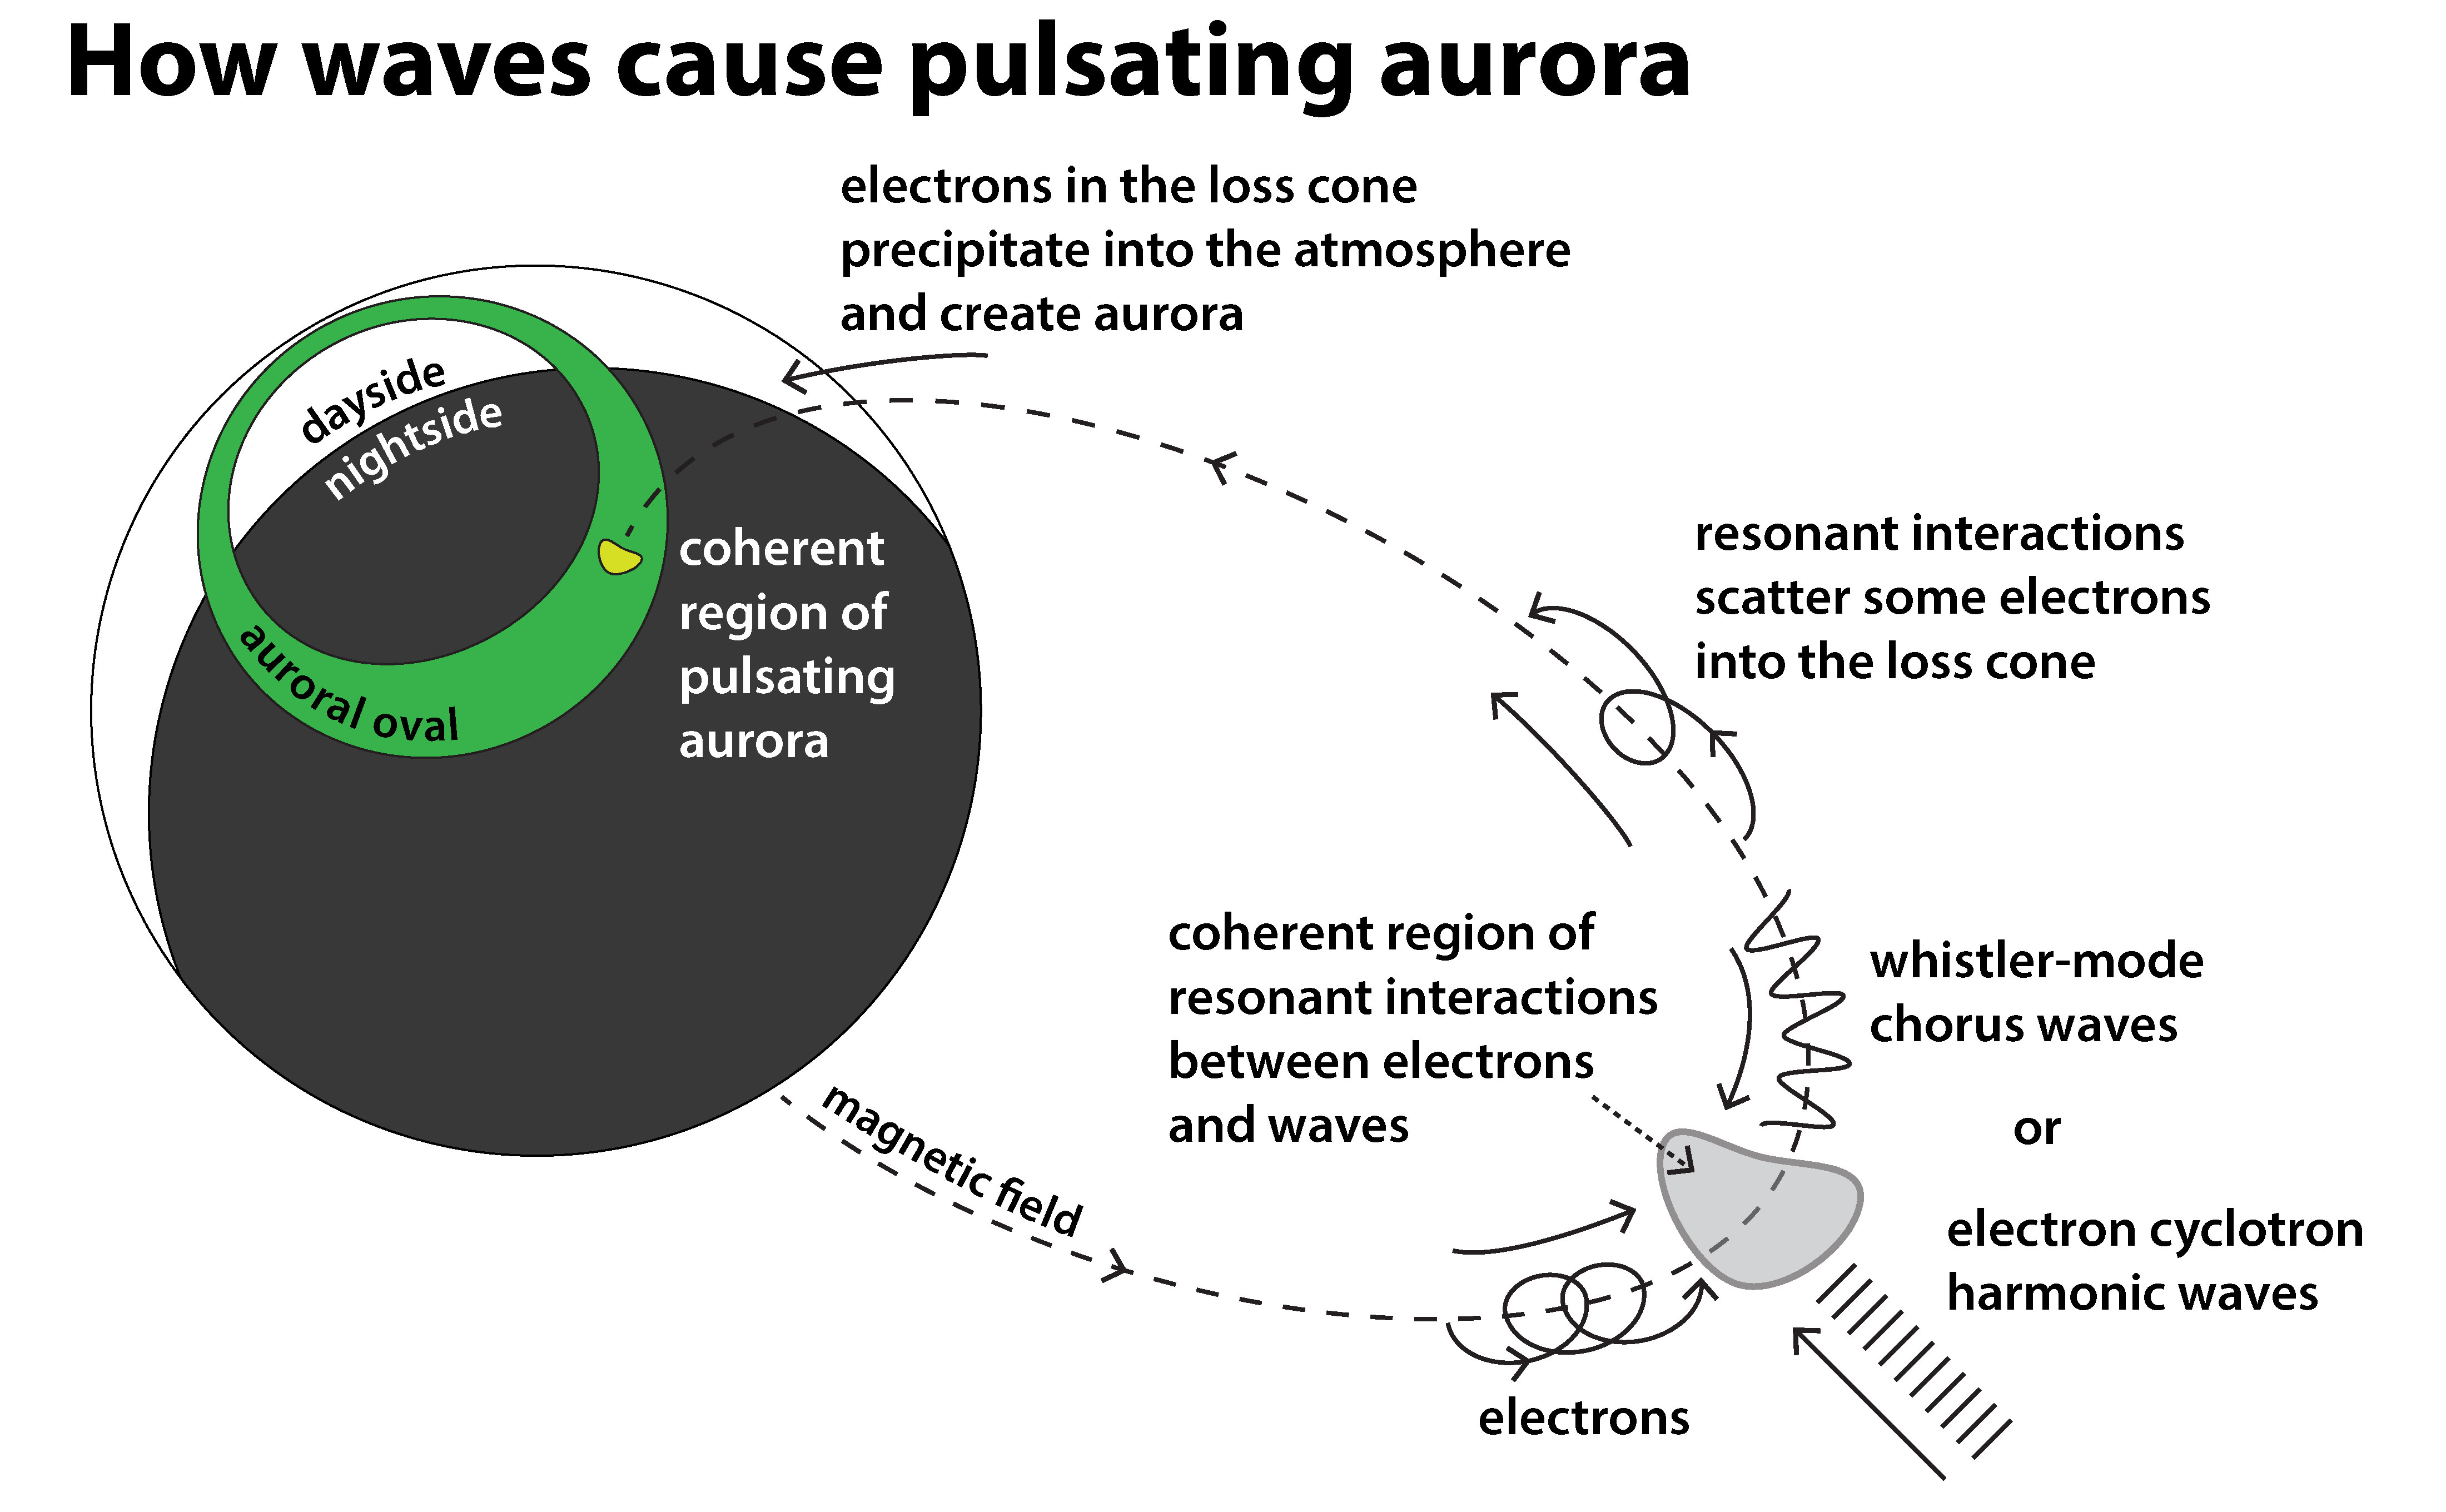 How waves cause pulsating aurora
electrons in the loss cone
precipitate into the atmosphere
and create aurora
dayside
nightside
coherent
region of
pulsating
aurora
auroral oval
resonant interactions
scatter some electrons
into the loss cone
coherent region of
resonant interactions
between electrons
and waves
whistler-mode
chorus waves
or
electron cyclotron
harmonic waves
magnetic field
electrons